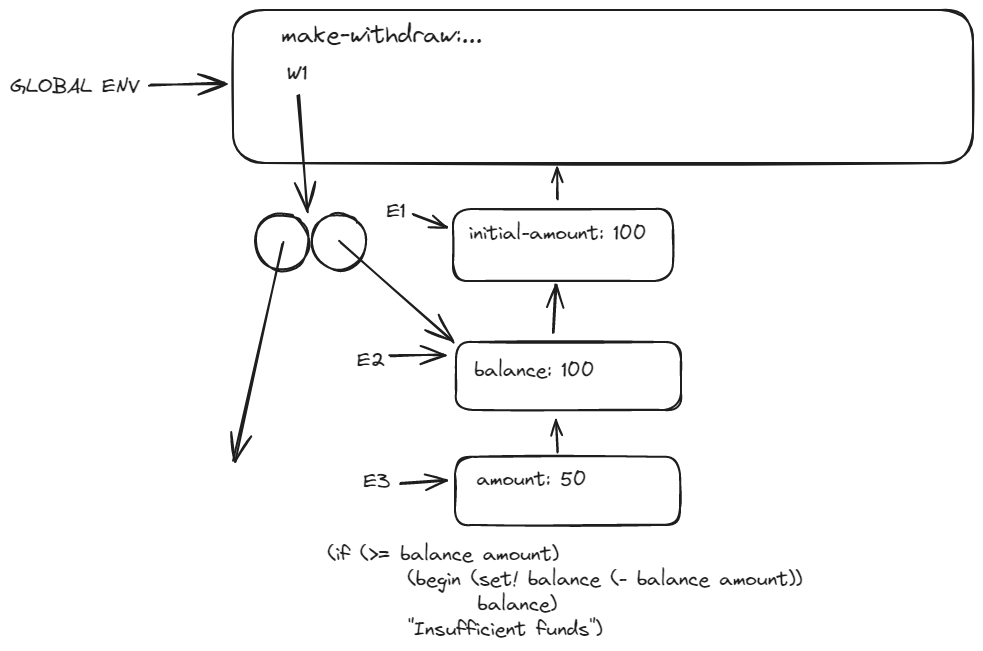 make-withdraw:...
W1
GLOBAL ENV
E1
initial-amount: 100
E2
balance: 100
E3
amount: 50
(if (>= balance amount)
(begin (set! balance (- balance amount))
balance)
"Insufficient funds")